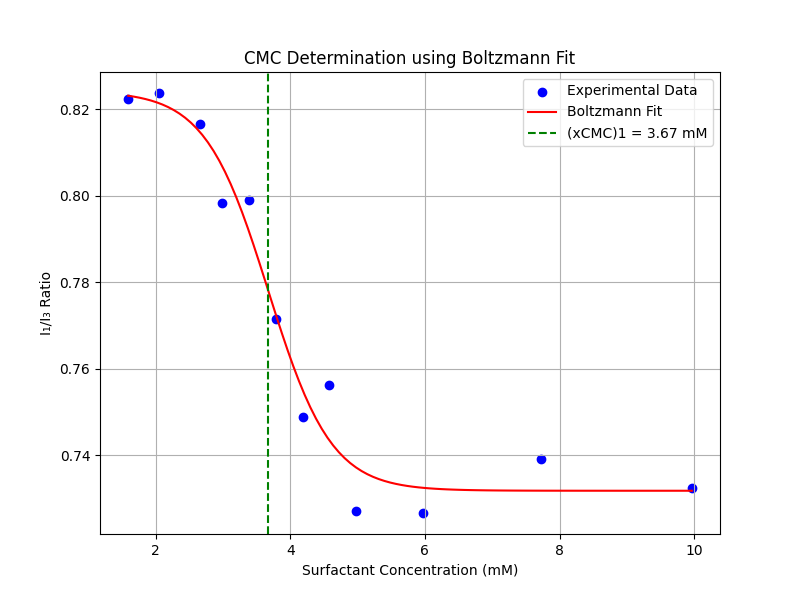 CMC Determination using Boltzmann Fit
Experimental Data
Boltzmann Fit
(xCMC)1 = 3.67 mM
I₁/I₃ Ratio
0.82
0.80
0.78
0.76
0.74
2 4 6 8 10
Surfactant Concentration (mM)